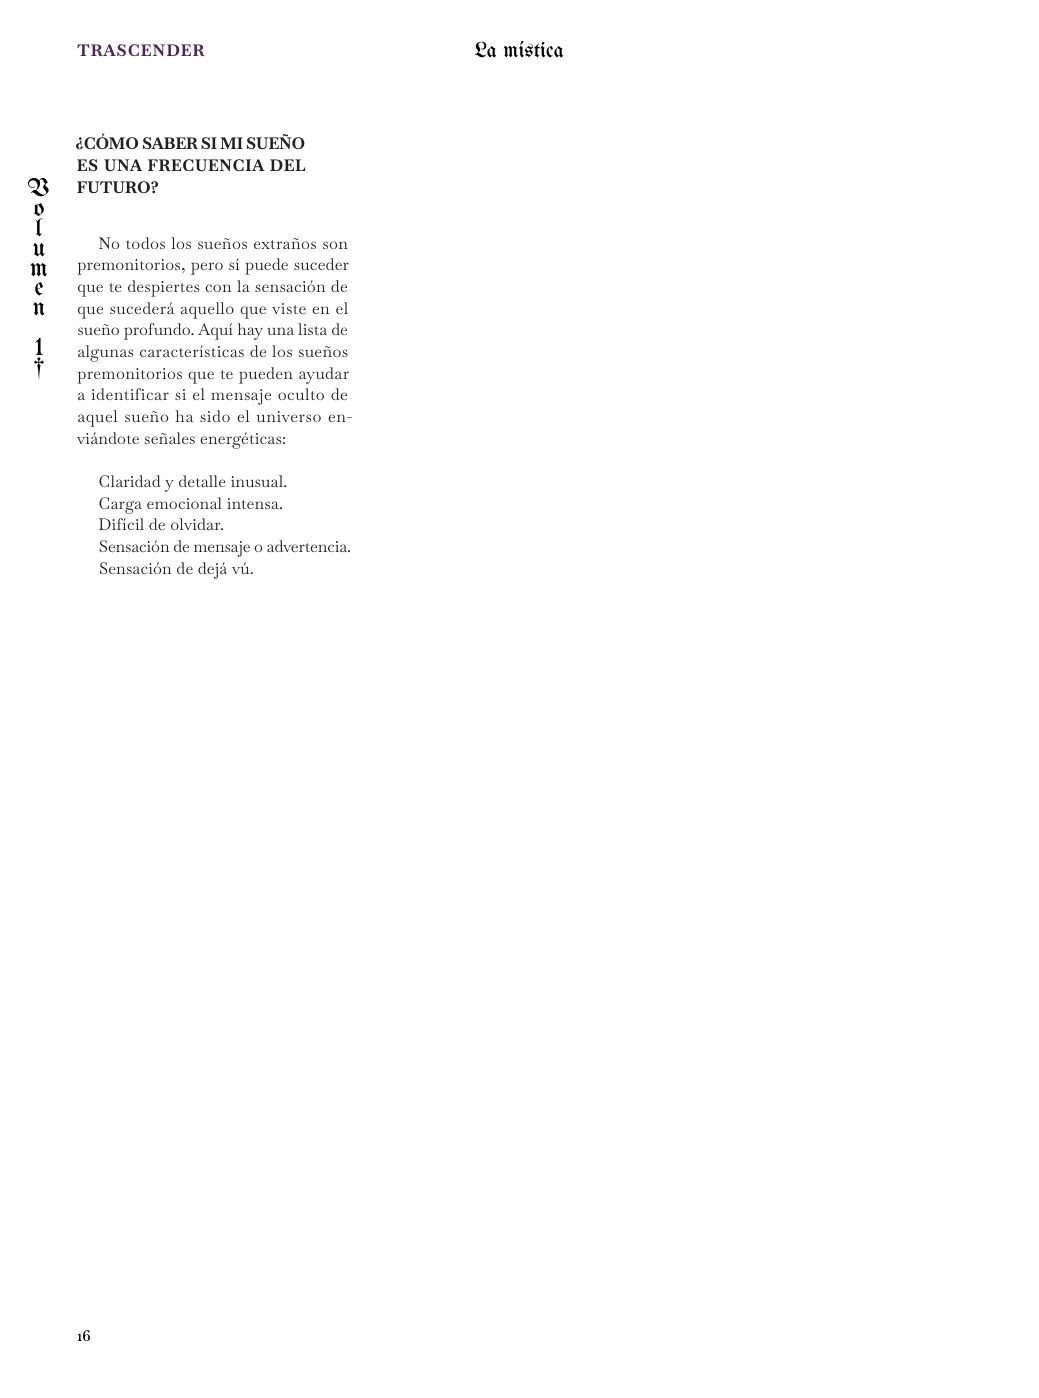 TRASCENDER
La mística
¿CÓMO SABER SI MI SUEÑO
ES UNA FRECUENCIA DEL
FUTURO?
Volumen 1†
No todos los sueños extraños son
premonitorios, pero sí puede suceder
que te despiertes con la sensación de
que sucederá aquello que viste en el
sueño profundo. Aquí hay una lista de
algunas características de los sueños
premonitorios que te pueden ayudar
a identificar si el mensaje oculto de
aquel sueño ha sido el universo en-
viándote señales energéticas:
Claridad y detalle inusual.
Carga emocional intensa.
Difícil de olvidar.
Sensación de mensaje o advertencia.
Sensación de dejá vú.
16